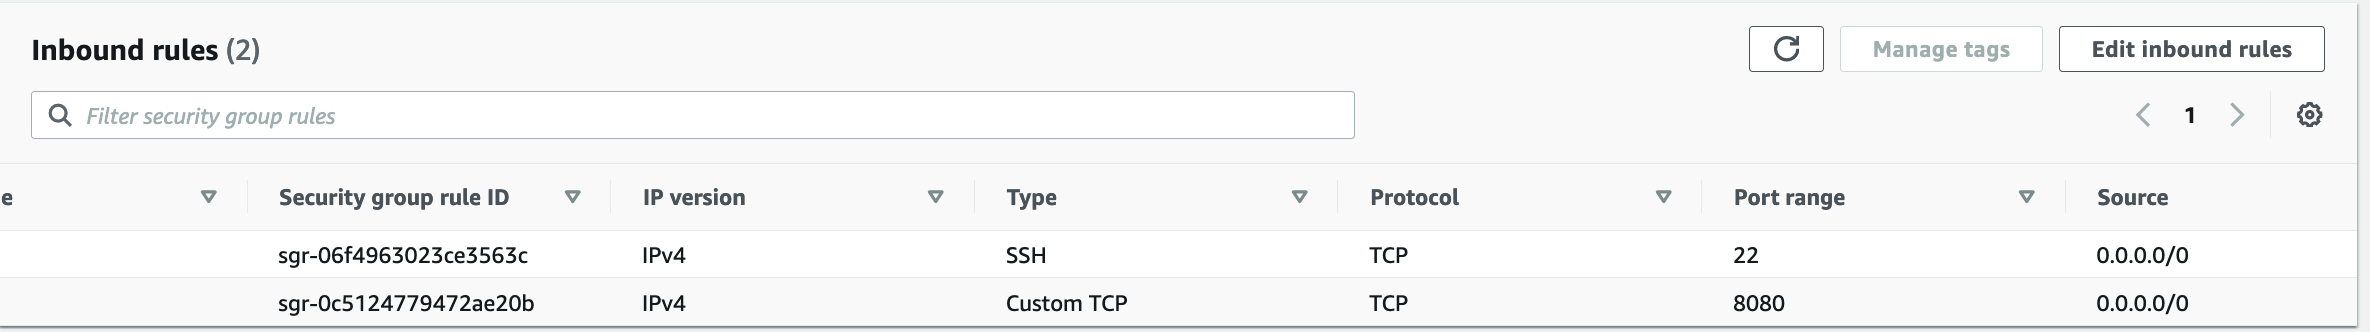 Inbound rules (2)
Manage tags
Edit inbound rules
Filter security group rules
1
e Security group rule ID IP version Type Protocol Port range Source
sgr-06f4963023ce3563c IPv4 SSH TCP 22 0.0.0.0/0
sgr-0c5124779472ae20b IPv4 Custom TCP TCP 8080 0.0.0.0/0